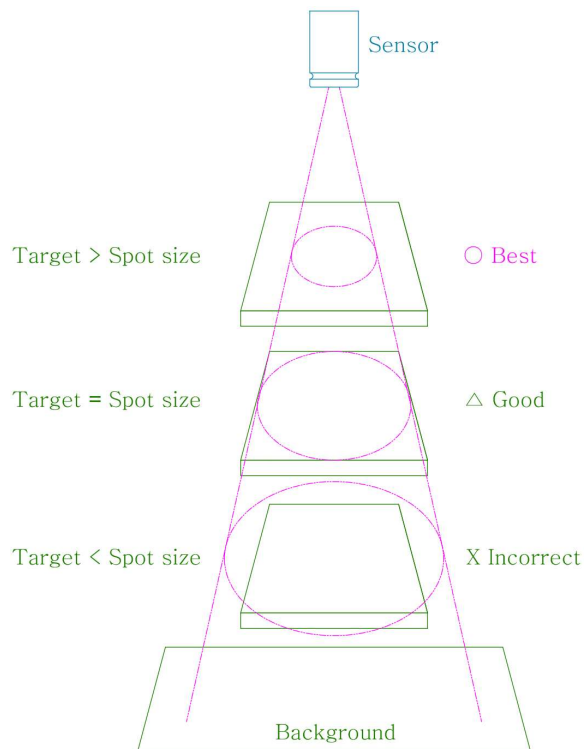 Sensor
Target > Spot size
○ Best
Target = Spot size
△ Good
Target < Spot size
X Incorrect
Background